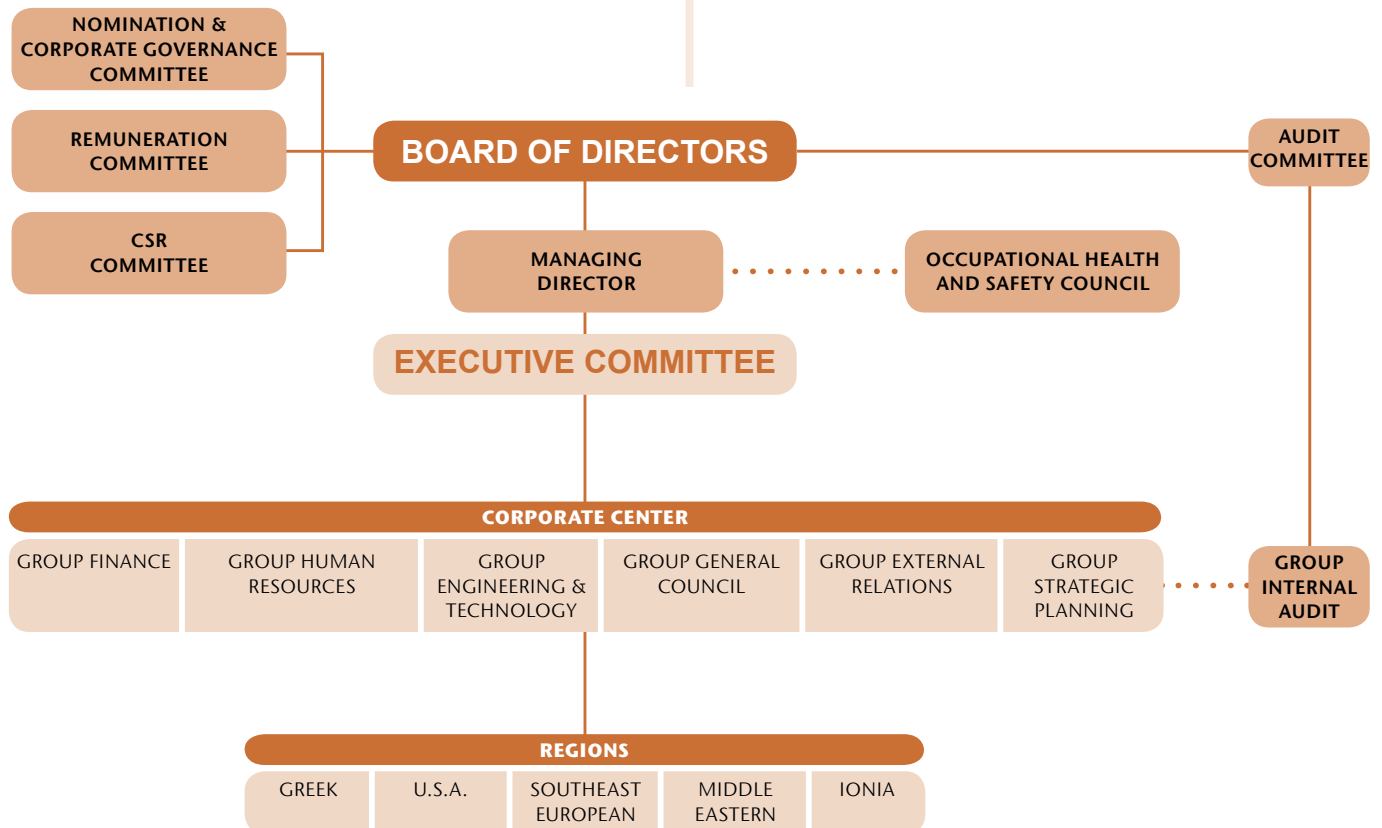 NOMINATION &
CORPORATE GOVERNANCE
COMMITTEE
REMUNERATION
COMMITTEE
CSR
COMMITTEE
BOARD OF DIRECTORS
AUDIT
COMMITTEE
MANAGING
DIRECTOR
OCCUPATIONAL HEALTH
AND SAFETY COUNCIL
EXECUTIVE COMMITTEE
CORPORATE CENTER
GROUP FINANCE
GROUP HUMAN
RESOURCES
GROUP
ENGINEERING &
TECHNOLOGY
GROUP GENERAL
COUNCIL
GROUP EXTERNAL
RELATIONS
GROUP
STRATEGIC
PLANNING
GROUP
INTERNAL
AUDIT
REGIONS
GREEK
U.S.A.
SOUTHEAST
EUROPEAN
MIDDLE
EASTERN
IONIA